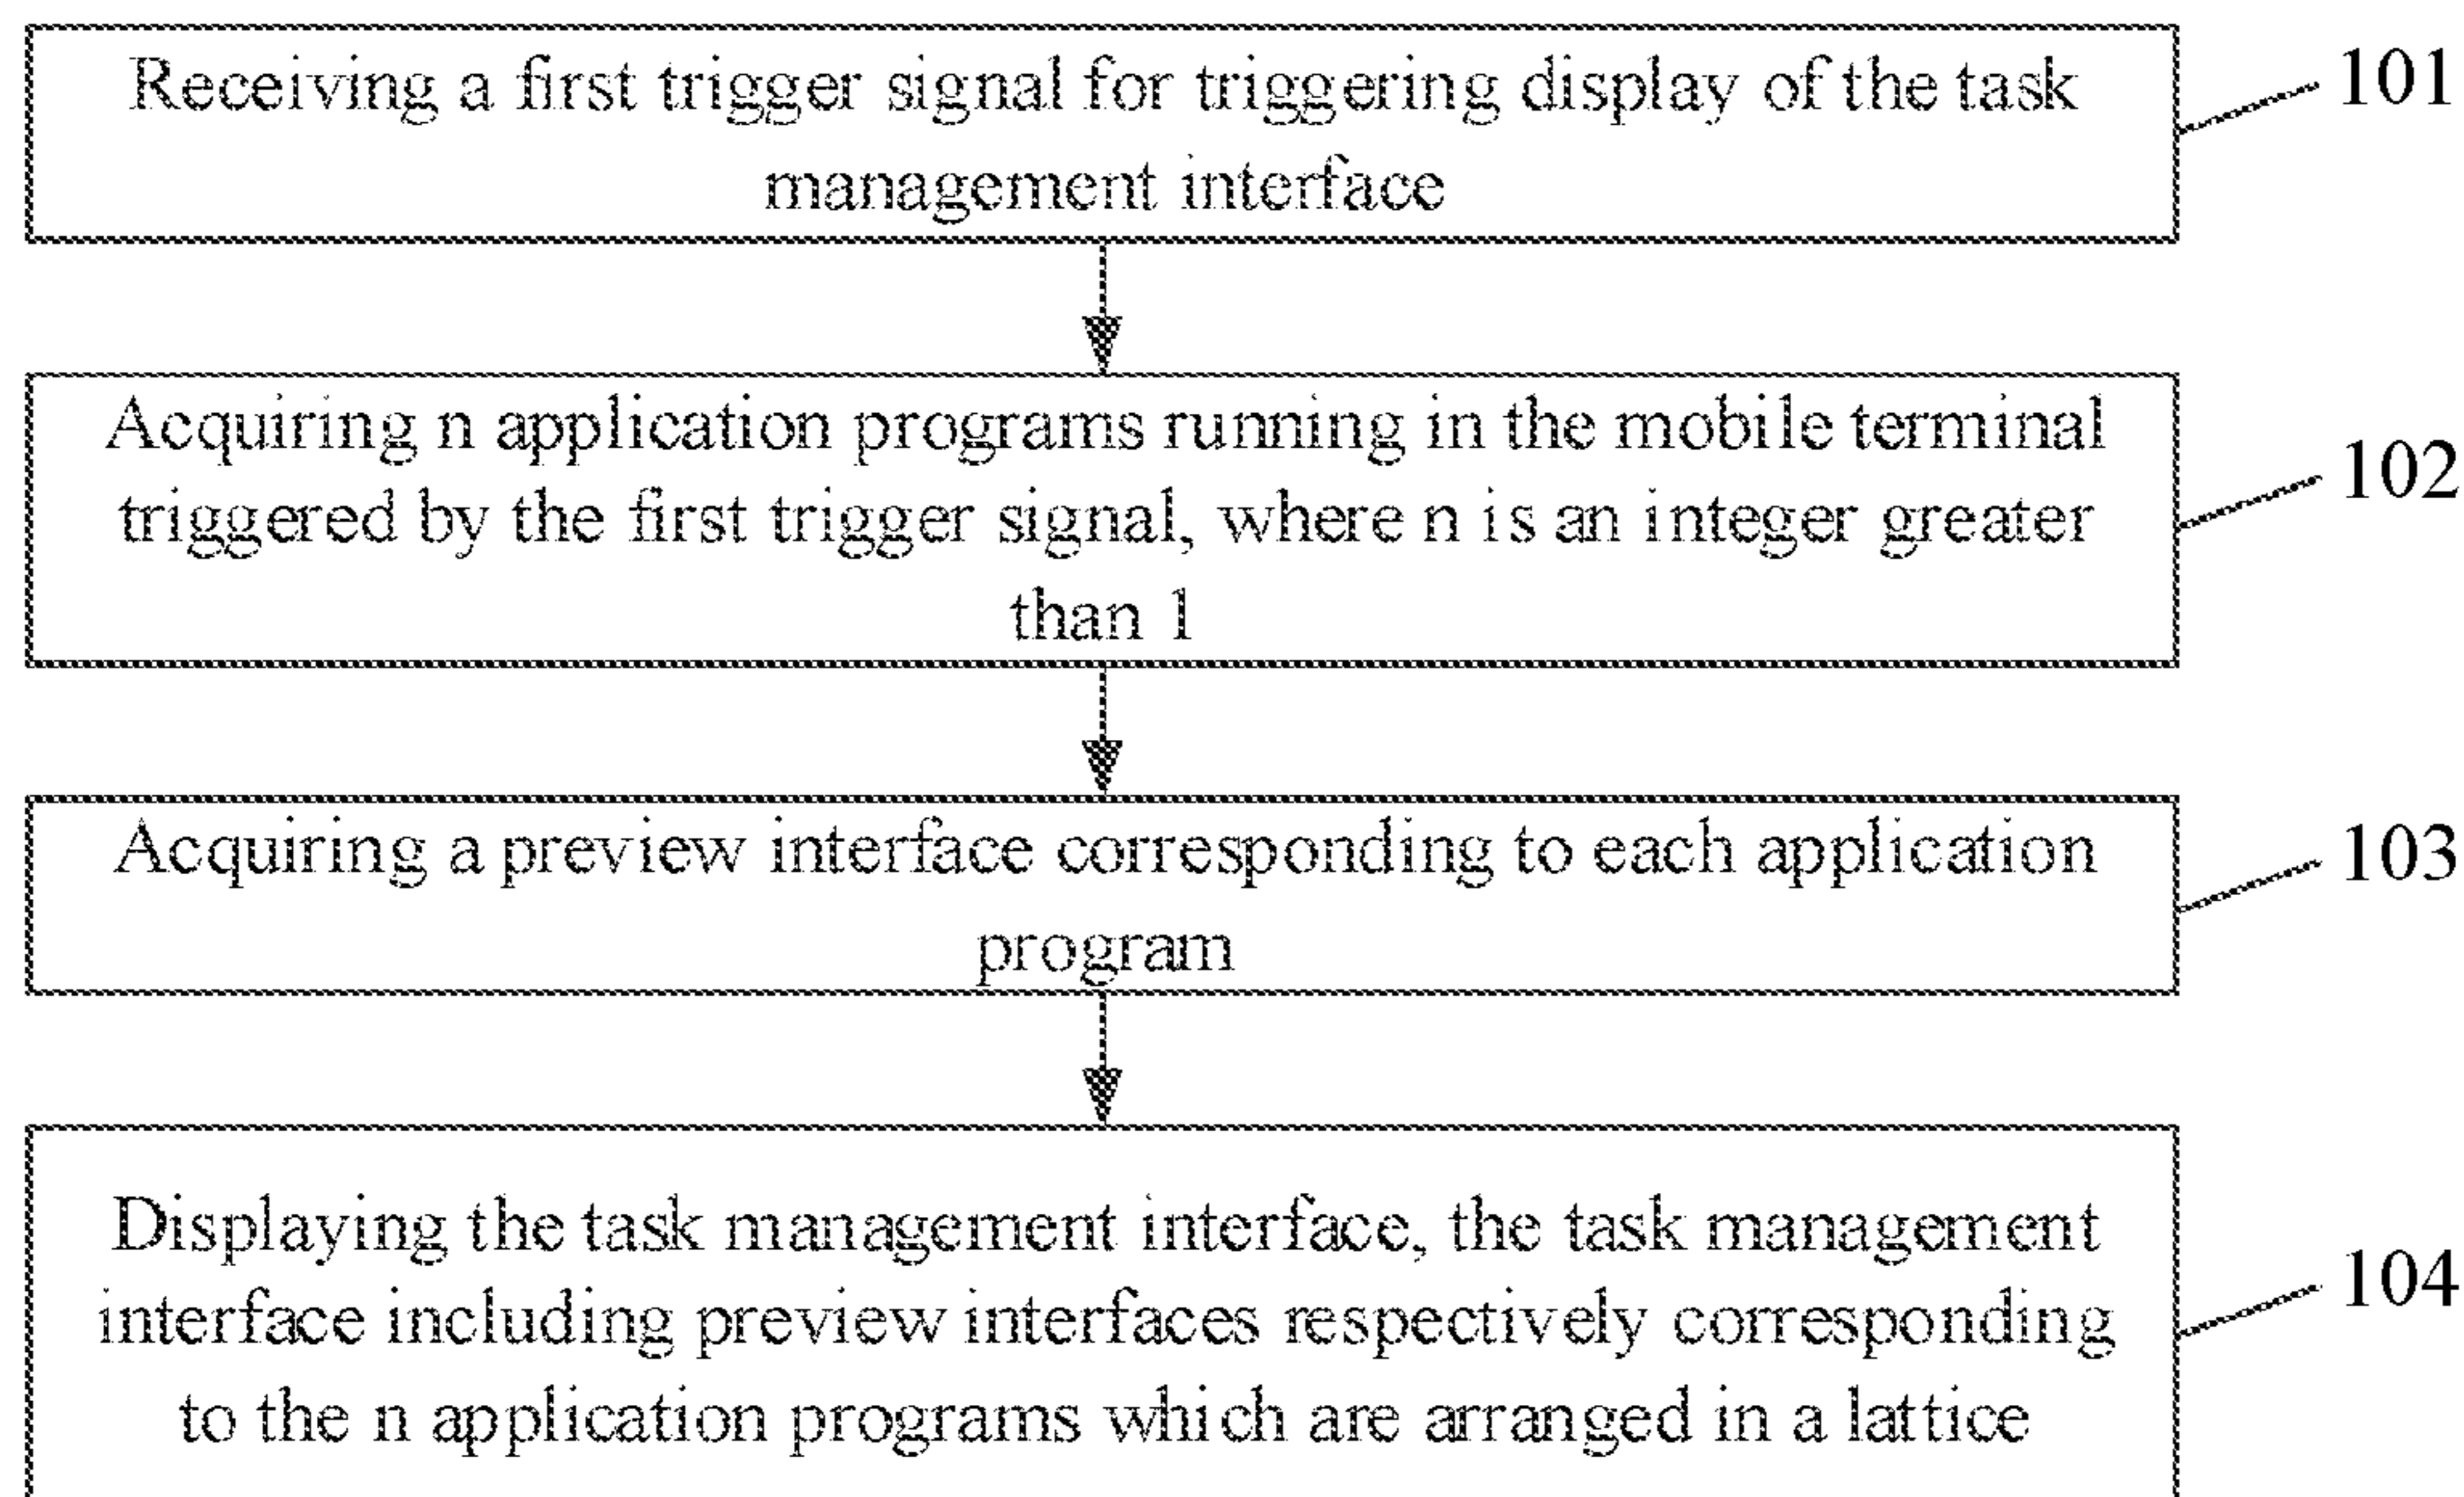 Receiving a first trigger signal for triggering display of the task
management interface
101
Acquiring n application programs running in the mobile terminal
triggered by the first trigger signal, where n is an integer greater
than 1
102
Acquiring a preview interface corresponding to each application
program
103
Displaying the task management interface, the task management
interface including preview interfaces respectively corresponding
to the n application programs which are arranged in a lattice
104